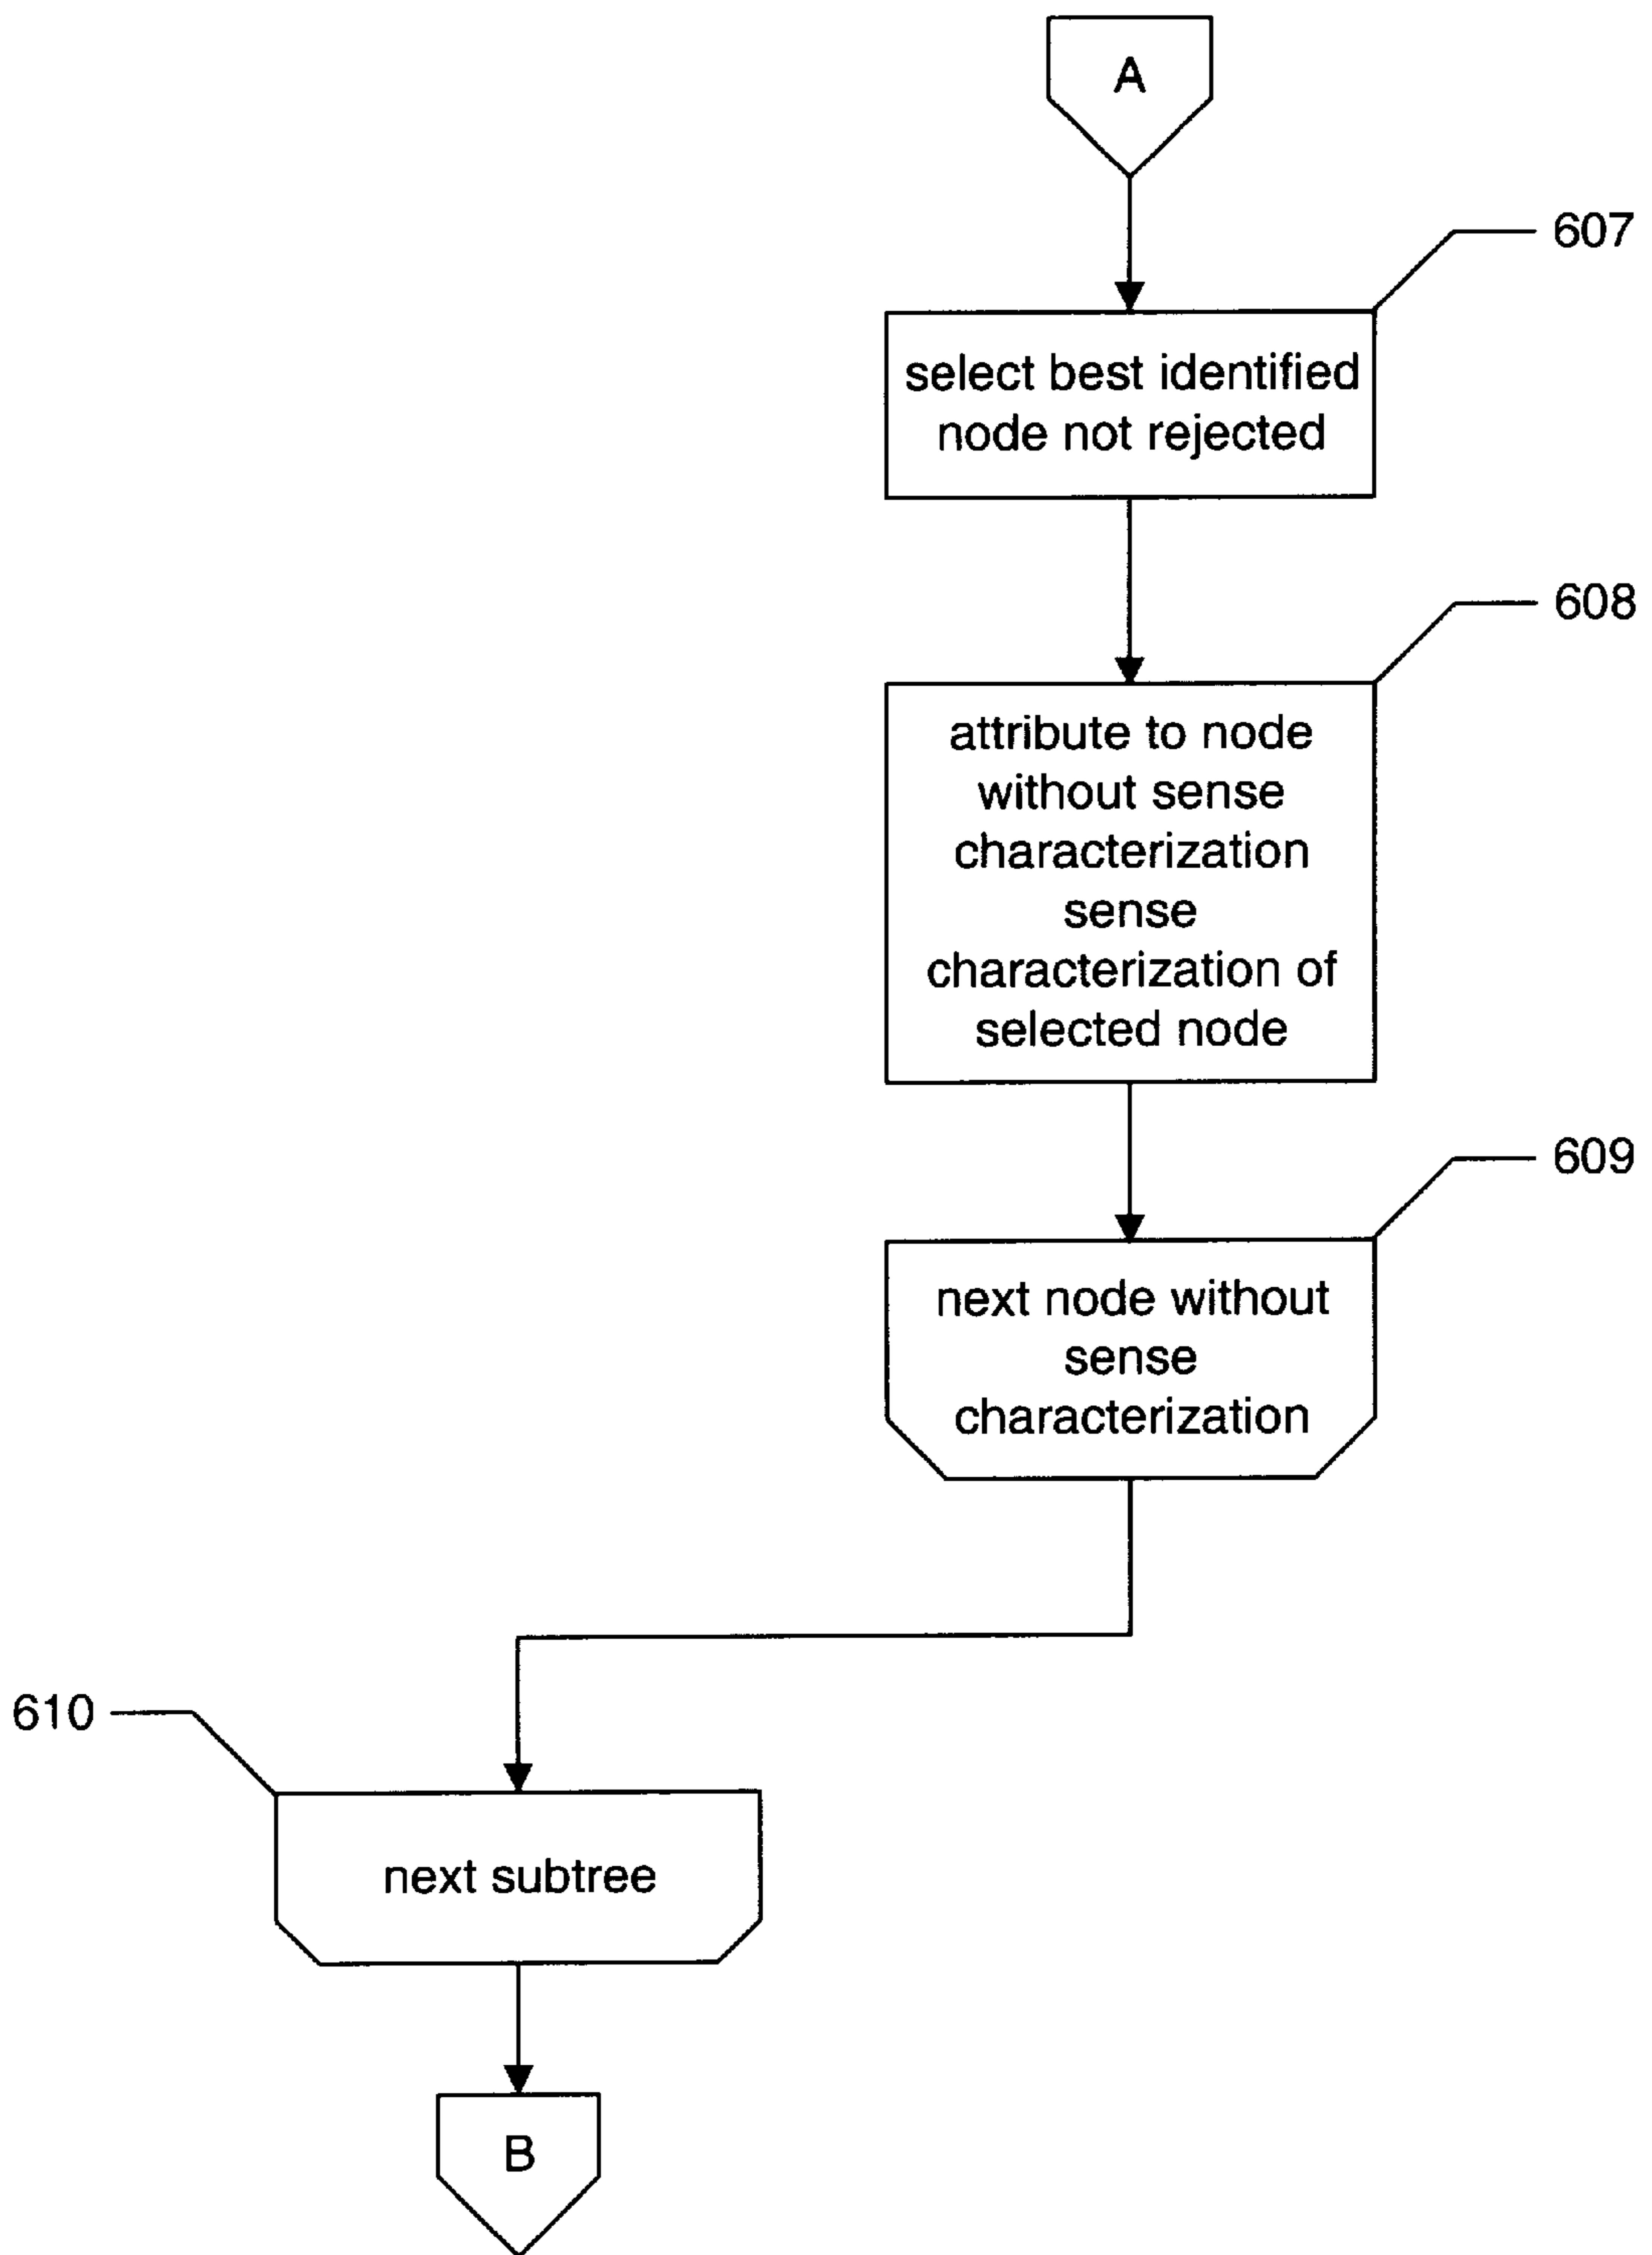 A
607
select best identified
node not rejected
608
attribute to node
without sense
characterization
sense
characterization of
selected node
609
next node without
sense
characterization
610
next subtree
B